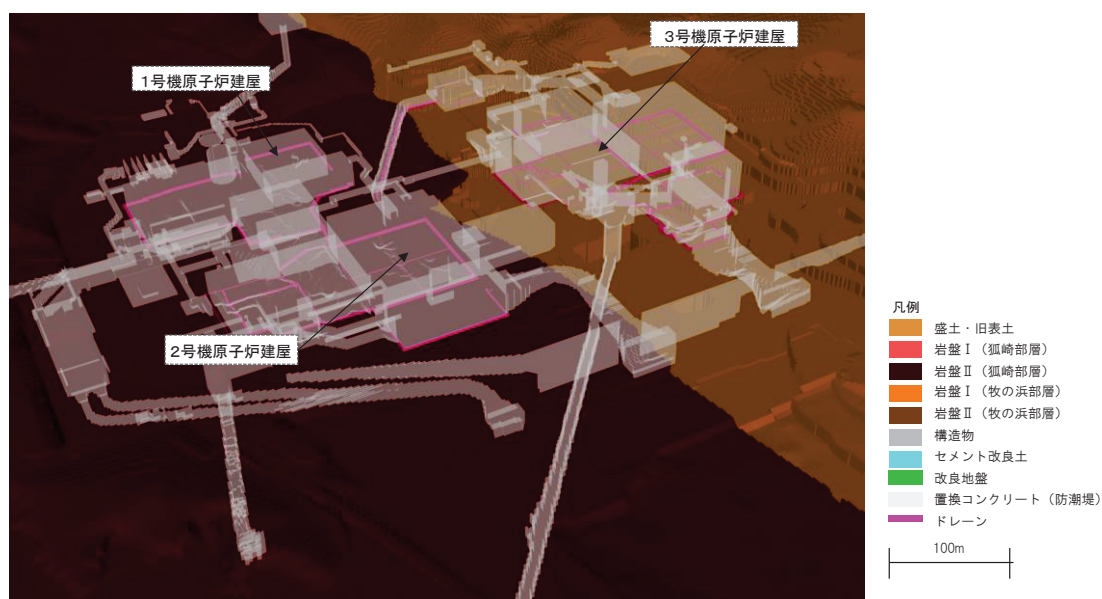 3号機原子炉建屋
1号機原子炉建屋
2号機原子炉建屋
凡例
盛土・旧表土
岩盤Ⅰ（狐崎部層）
岩盤Ⅱ（狐崎部層）
岩盤Ⅰ（牧の浜部層）
岩盤Ⅱ（牧の浜部層）
構造物
セメント改良土
改良地盤
置換コンクリート（防潮堤）
ドレーン
100m